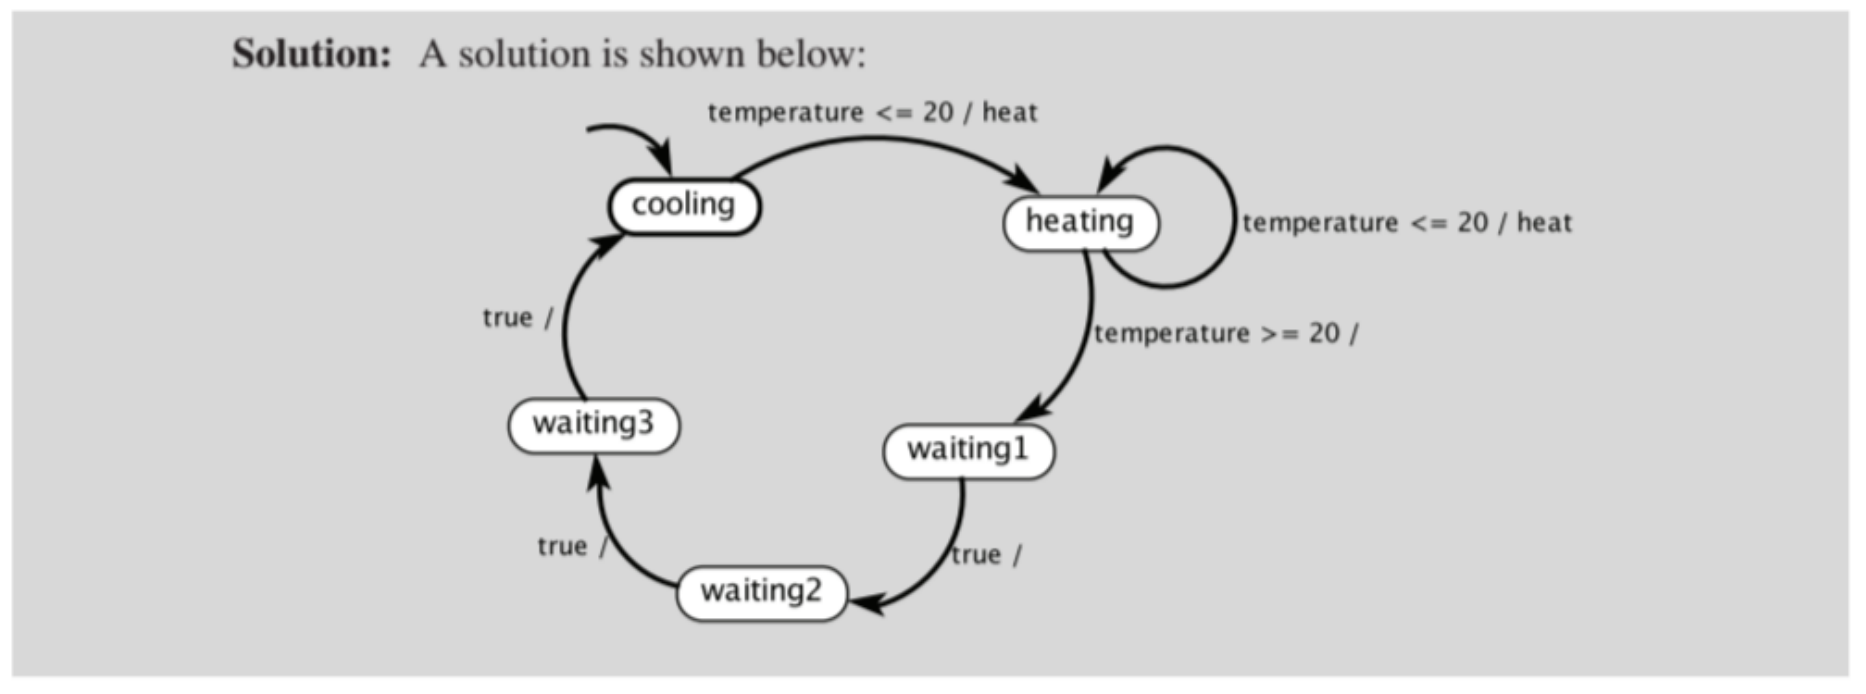 Solution: A solution is shown below:
temperature <= 20 / heat
cooling
heating
temperature <= 20 / heat
true /
temperature >= 20 /
waiting3
waiting1
true /
true /
waiting2